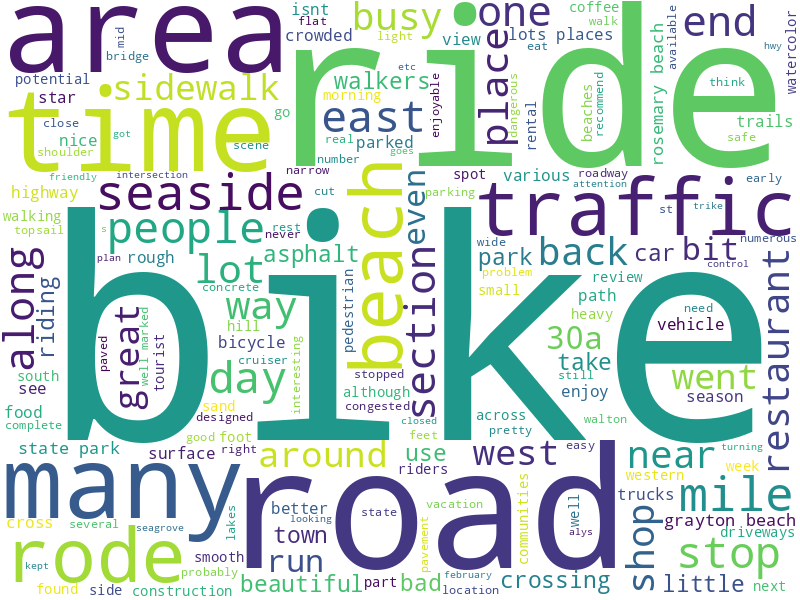 area
ride
busy
one
end
isnt
crowded
flat
coffee
walk
mid
bridge
light
view
lots places
eat
available
hwy
watercolor
potential
star
sidewalk
walkers
etc
place
rosemary beach
think
time
morning
enjoyable
dangerous
rental
beaches
recommend
trails
safe
close
nice
got
go
east
real
parked
scene
number
goes
shoulder
friendly
intersection
narrow
cut
spot
various
roadway
attention
early
highway
seaside
beach
even
parking
traffic
st
trike
walking
topsail
people
s
rest
never
wide
numerous
along
riding
plan
rough
lot
asphalt
section
park
back
car
bit
control
bike
concrete
pedestrian
problem
small
review
path
need
way
hill
heavy
vehicle
restaurant
great
paved
well marked
tourist
bicycle
30a
cruiser
interesting
take
still
south
see
day
stopped
although
congested
enjoy
went
season
food
complete
sand
designed
good
foot
right
closed
feet
across
pretty
walton
state park
surface
around
use
riders
west
easy
near
turning
week
western
many
road
mile
trucks
cross
several
seagrove
lakes
better
looking
town
state
vacation
pavement
communities
well
alys
shop
grayton beach
driveways
rode
kept
smooth
run
stop
probably
found
side
construction
beautiful
part
bad
february
location
crossing
little
next